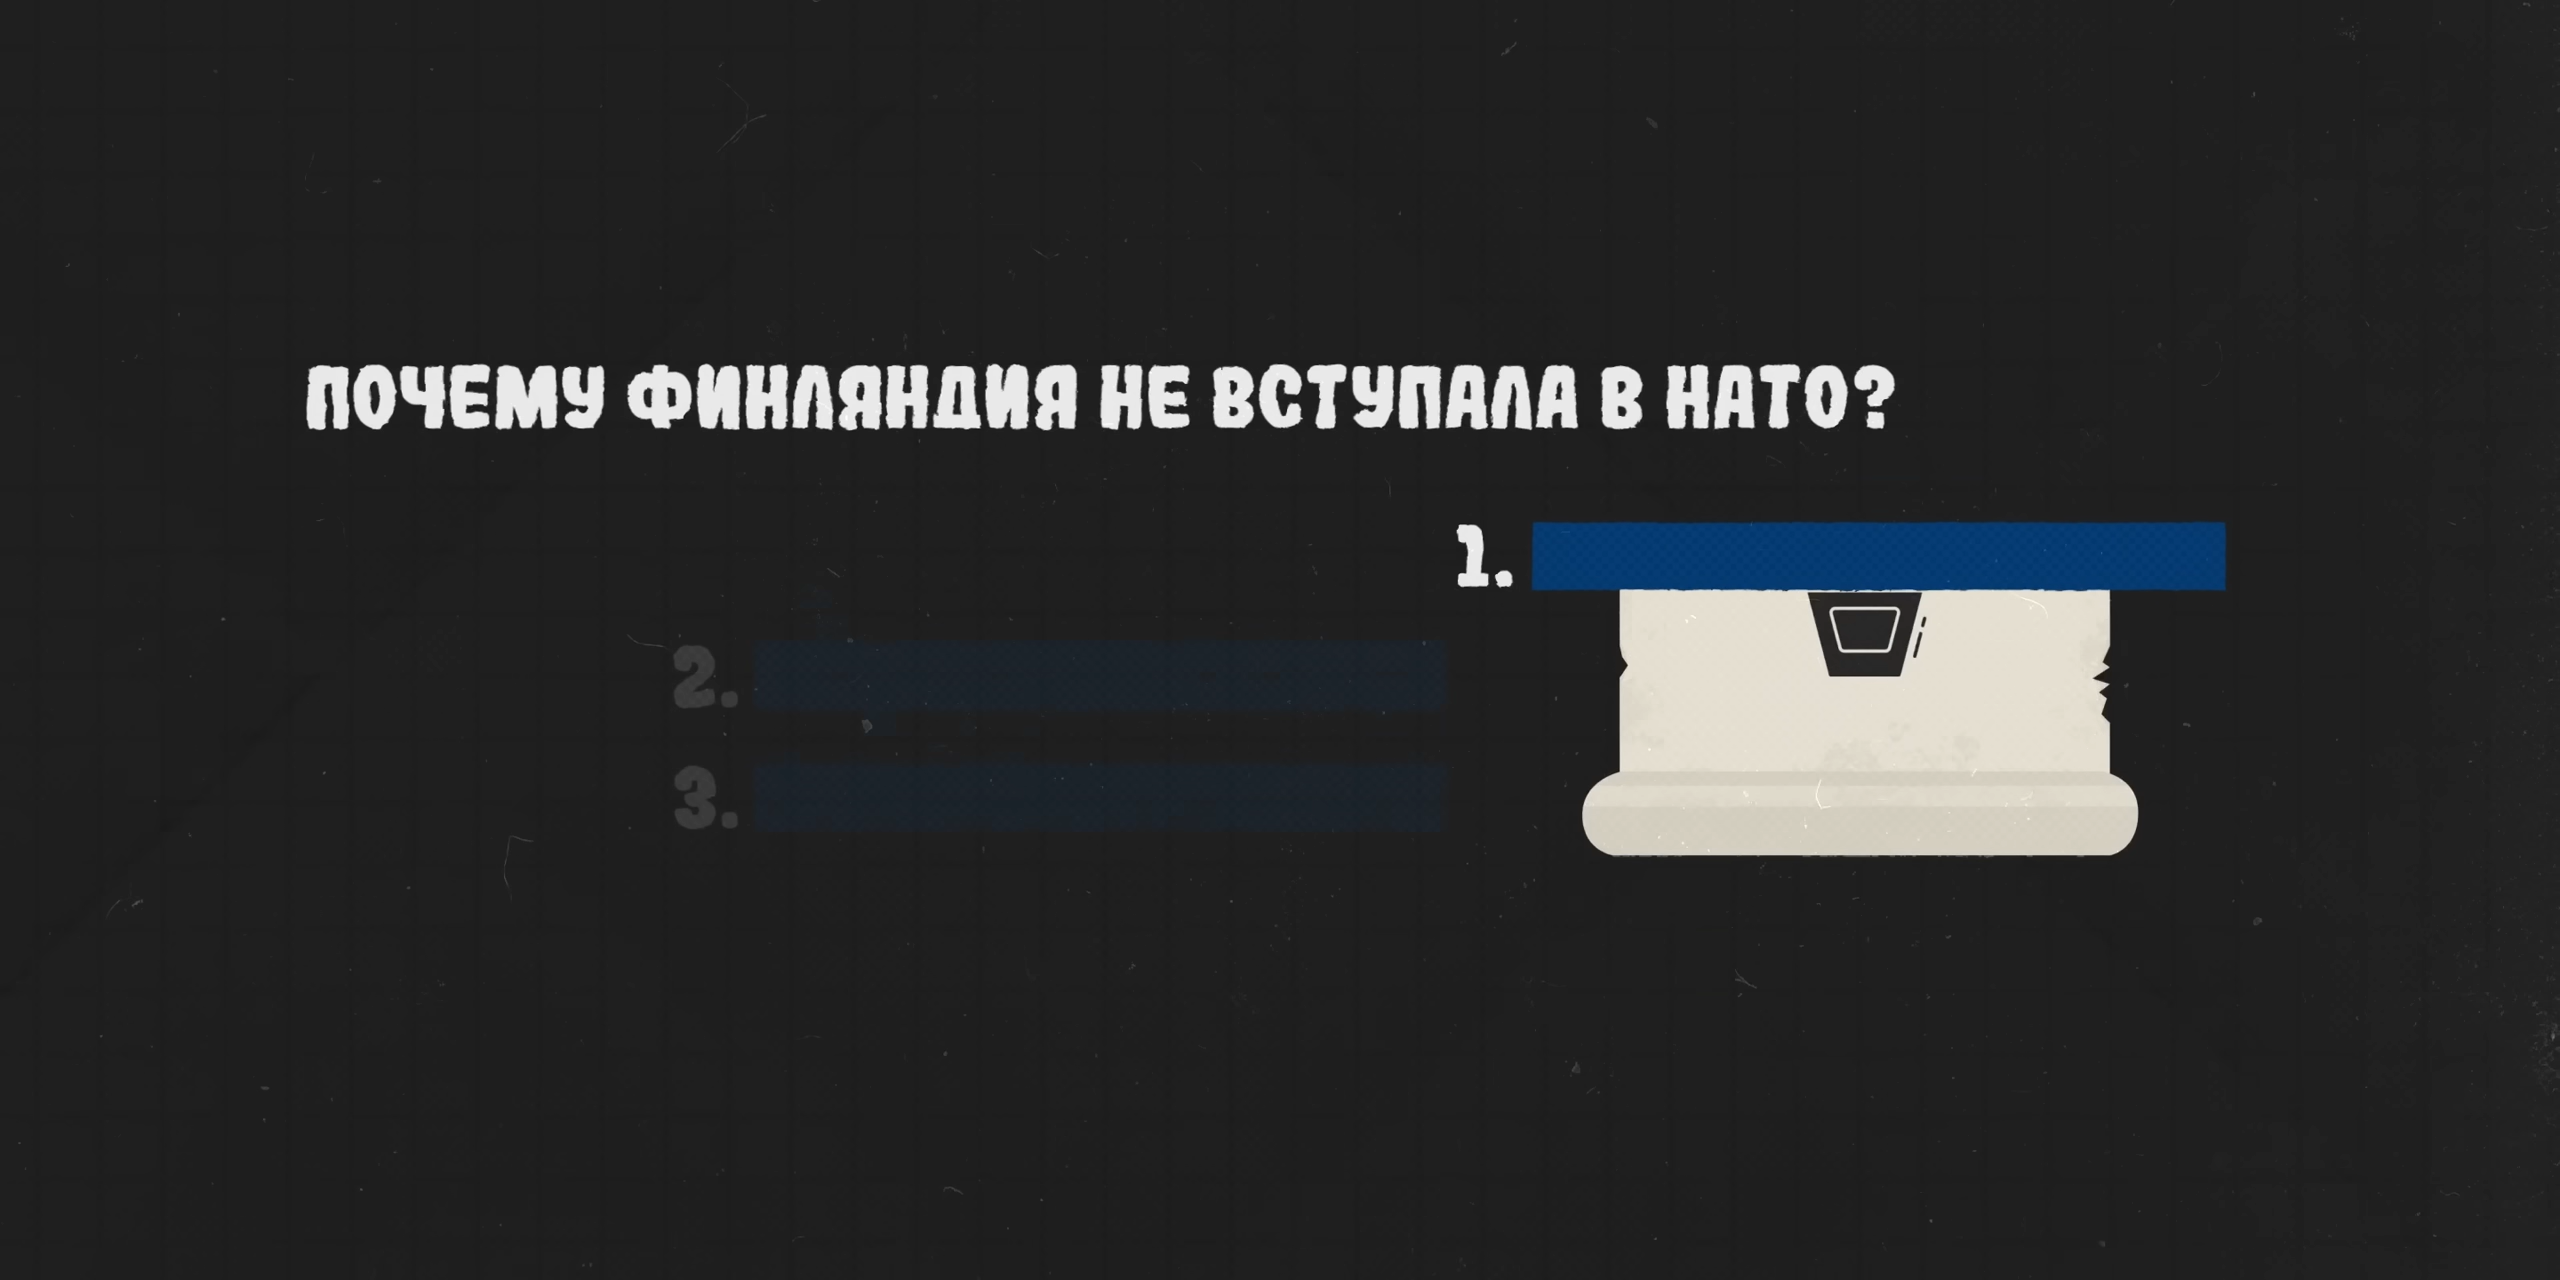 ПОЧЕМУ ФИНЛЯНДИЯ НЕ ВСТУПАЛА В НАТО?
1.
2.
3.